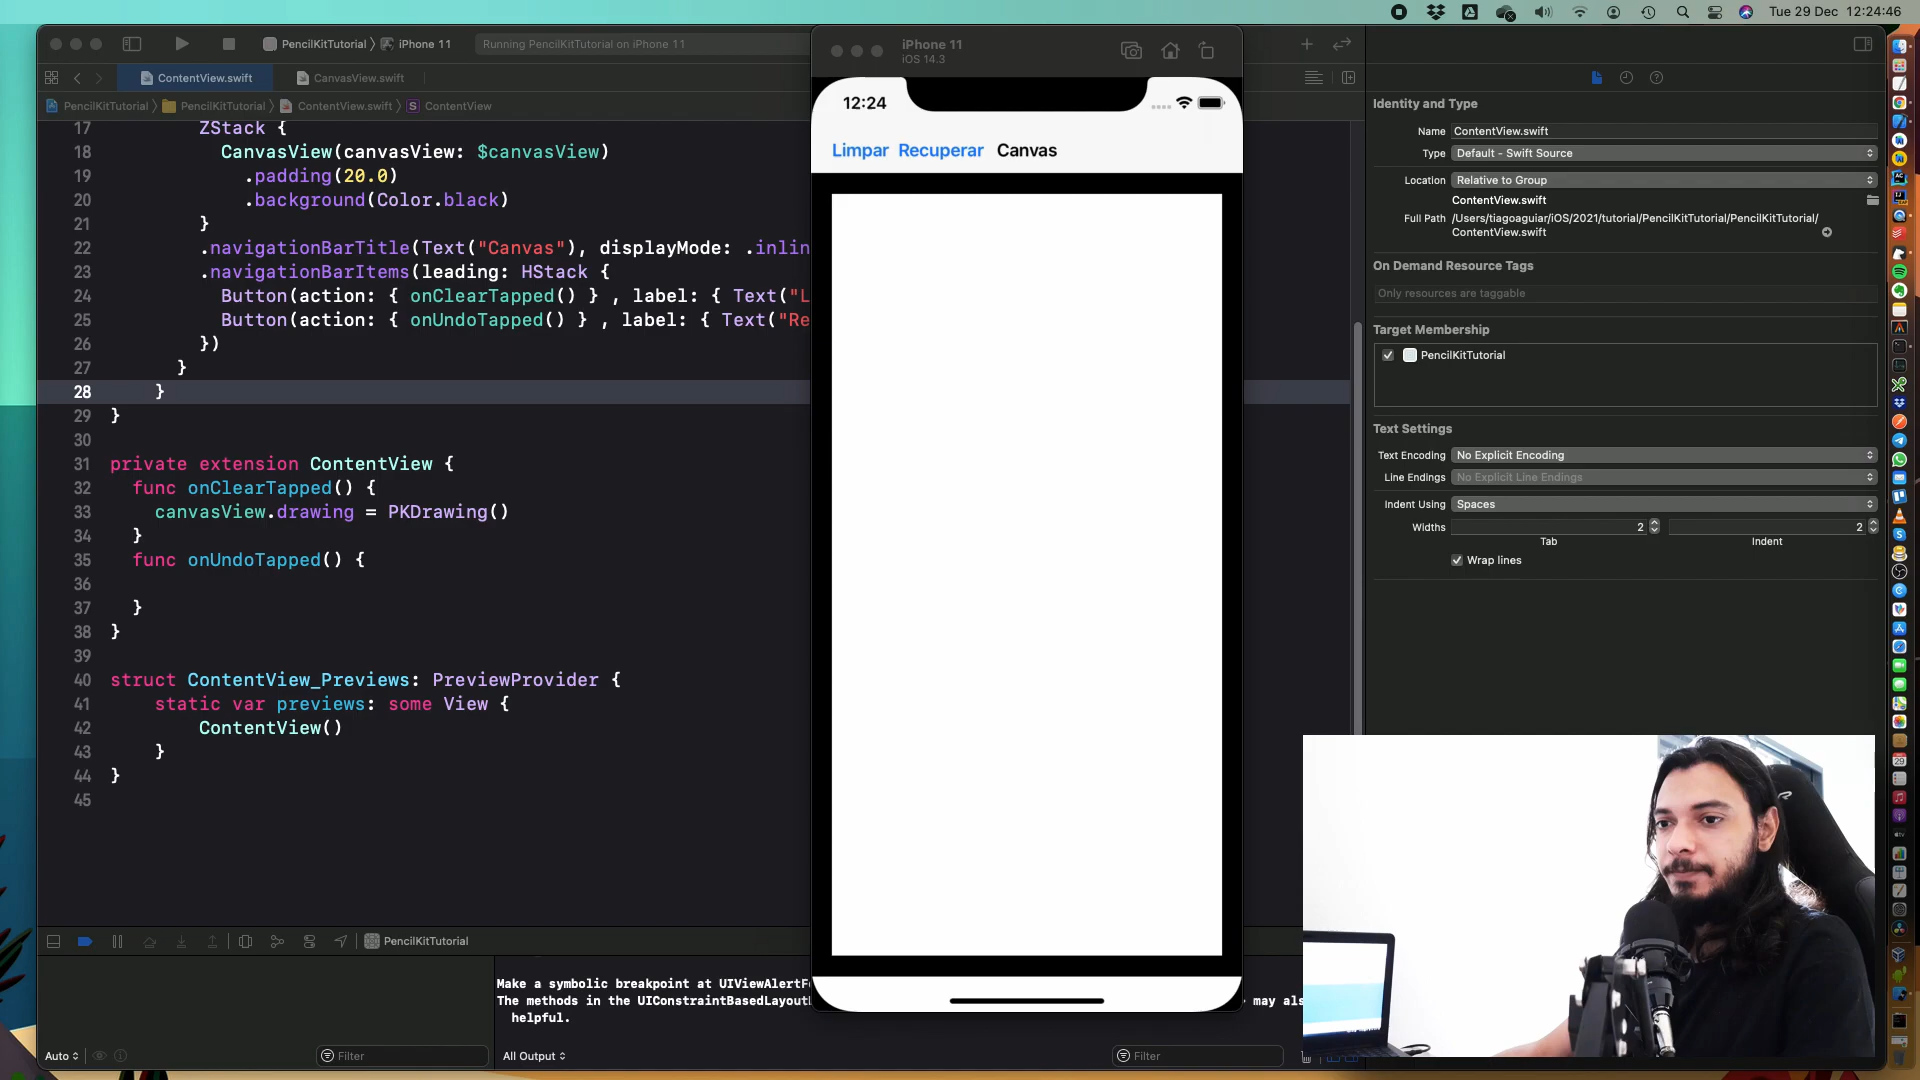 Tue 29 Dec 12:24:46
PencilKitTutorial
iPhone 11
Running PencilKitTutorial on iPhone 11
ContentView.swift
CanvasView.swift
PencilKitTutorial
PencilKitTutorial
ContentView.swift
S
ContentView
17 ZStack {
18 CanvasView(canvasView: $canvasView)
19 .padding(20.0)
20 .background(Color.black)
21 }
22 .navigationBarTitle(Text("Canvas"), displayMode: .inlin
23 .navigationBarItems(leading: HStack {
24 Button(action: { onClearTapped() } , label: { Text("L
25 Button(action: { onUndoTapped() } , label: { Text("Re
26 })
27 }
28 }
29 }
30
31 private extension ContentView {
32 func onClearTapped() {
33 canvasView.drawing = PKDrawing()
34 }
35 func onUndoTapped() {
36
37 }
38 }
39
40 struct ContentView_Previews: PreviewProvider {
41 static var previews: some View {
42 ContentView()
43 }
44 }
45
iPhone 11
iOS 14.3
12:24
Limpar Recuperar Canvas
PencilKitTutorial
Make a symbolic breakpoint at UIViewAlertFo
The methods in the UIConstraintBasedLayoutD
may als
helpful.
Auto
Filter
All Output
Filter
Identity and Type
Name ContentView.swift
Type Default - Swift Source
Location Relative to Group
ContentView.swift
Full Path /Users/tiagoaguiar/iOS/2021/tutorial/PencilKitTutorial/PencilKitTutorial/
ContentView.swift
On Demand Resource Tags
Only resources are taggable
Target Membership
PencilKitTutorial
Text Settings
Text Encoding No Explicit Encoding
Line Endings No Explicit Line Endings
Indent Using Spaces
Widths 2 2
Tab Indent
Wrap lines